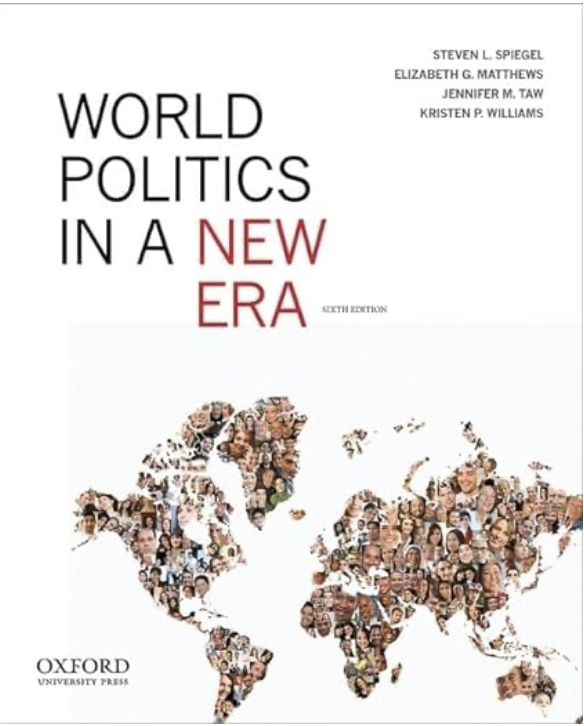 STEVEN L. SPIEGEL
ELIZABETH G. MATTHEWS
JENNIFER M. TAW
KRISTEN P. WILLIAMS
WORLD
POLITICS
IN A NEW
ERA
SIXTH EDITION
OXFORD
UNIVERSITY PRESS